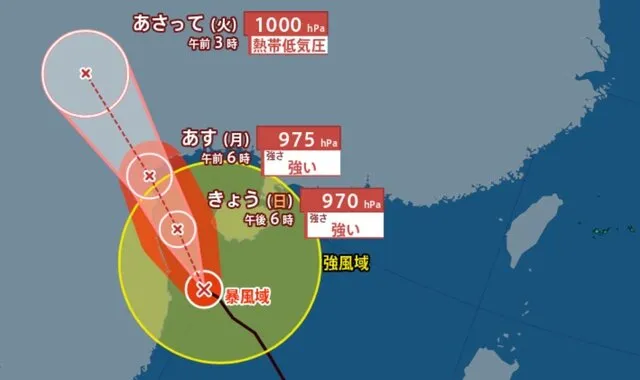 あさって (火)
午前 3 時
1000 hPa
熱帯低気圧
あす (月)
午前 6 時
975 hPa
強さ
強い
きょう (日)
午後 6 時
970 hPa
強さ
強い
強風域
暴風域